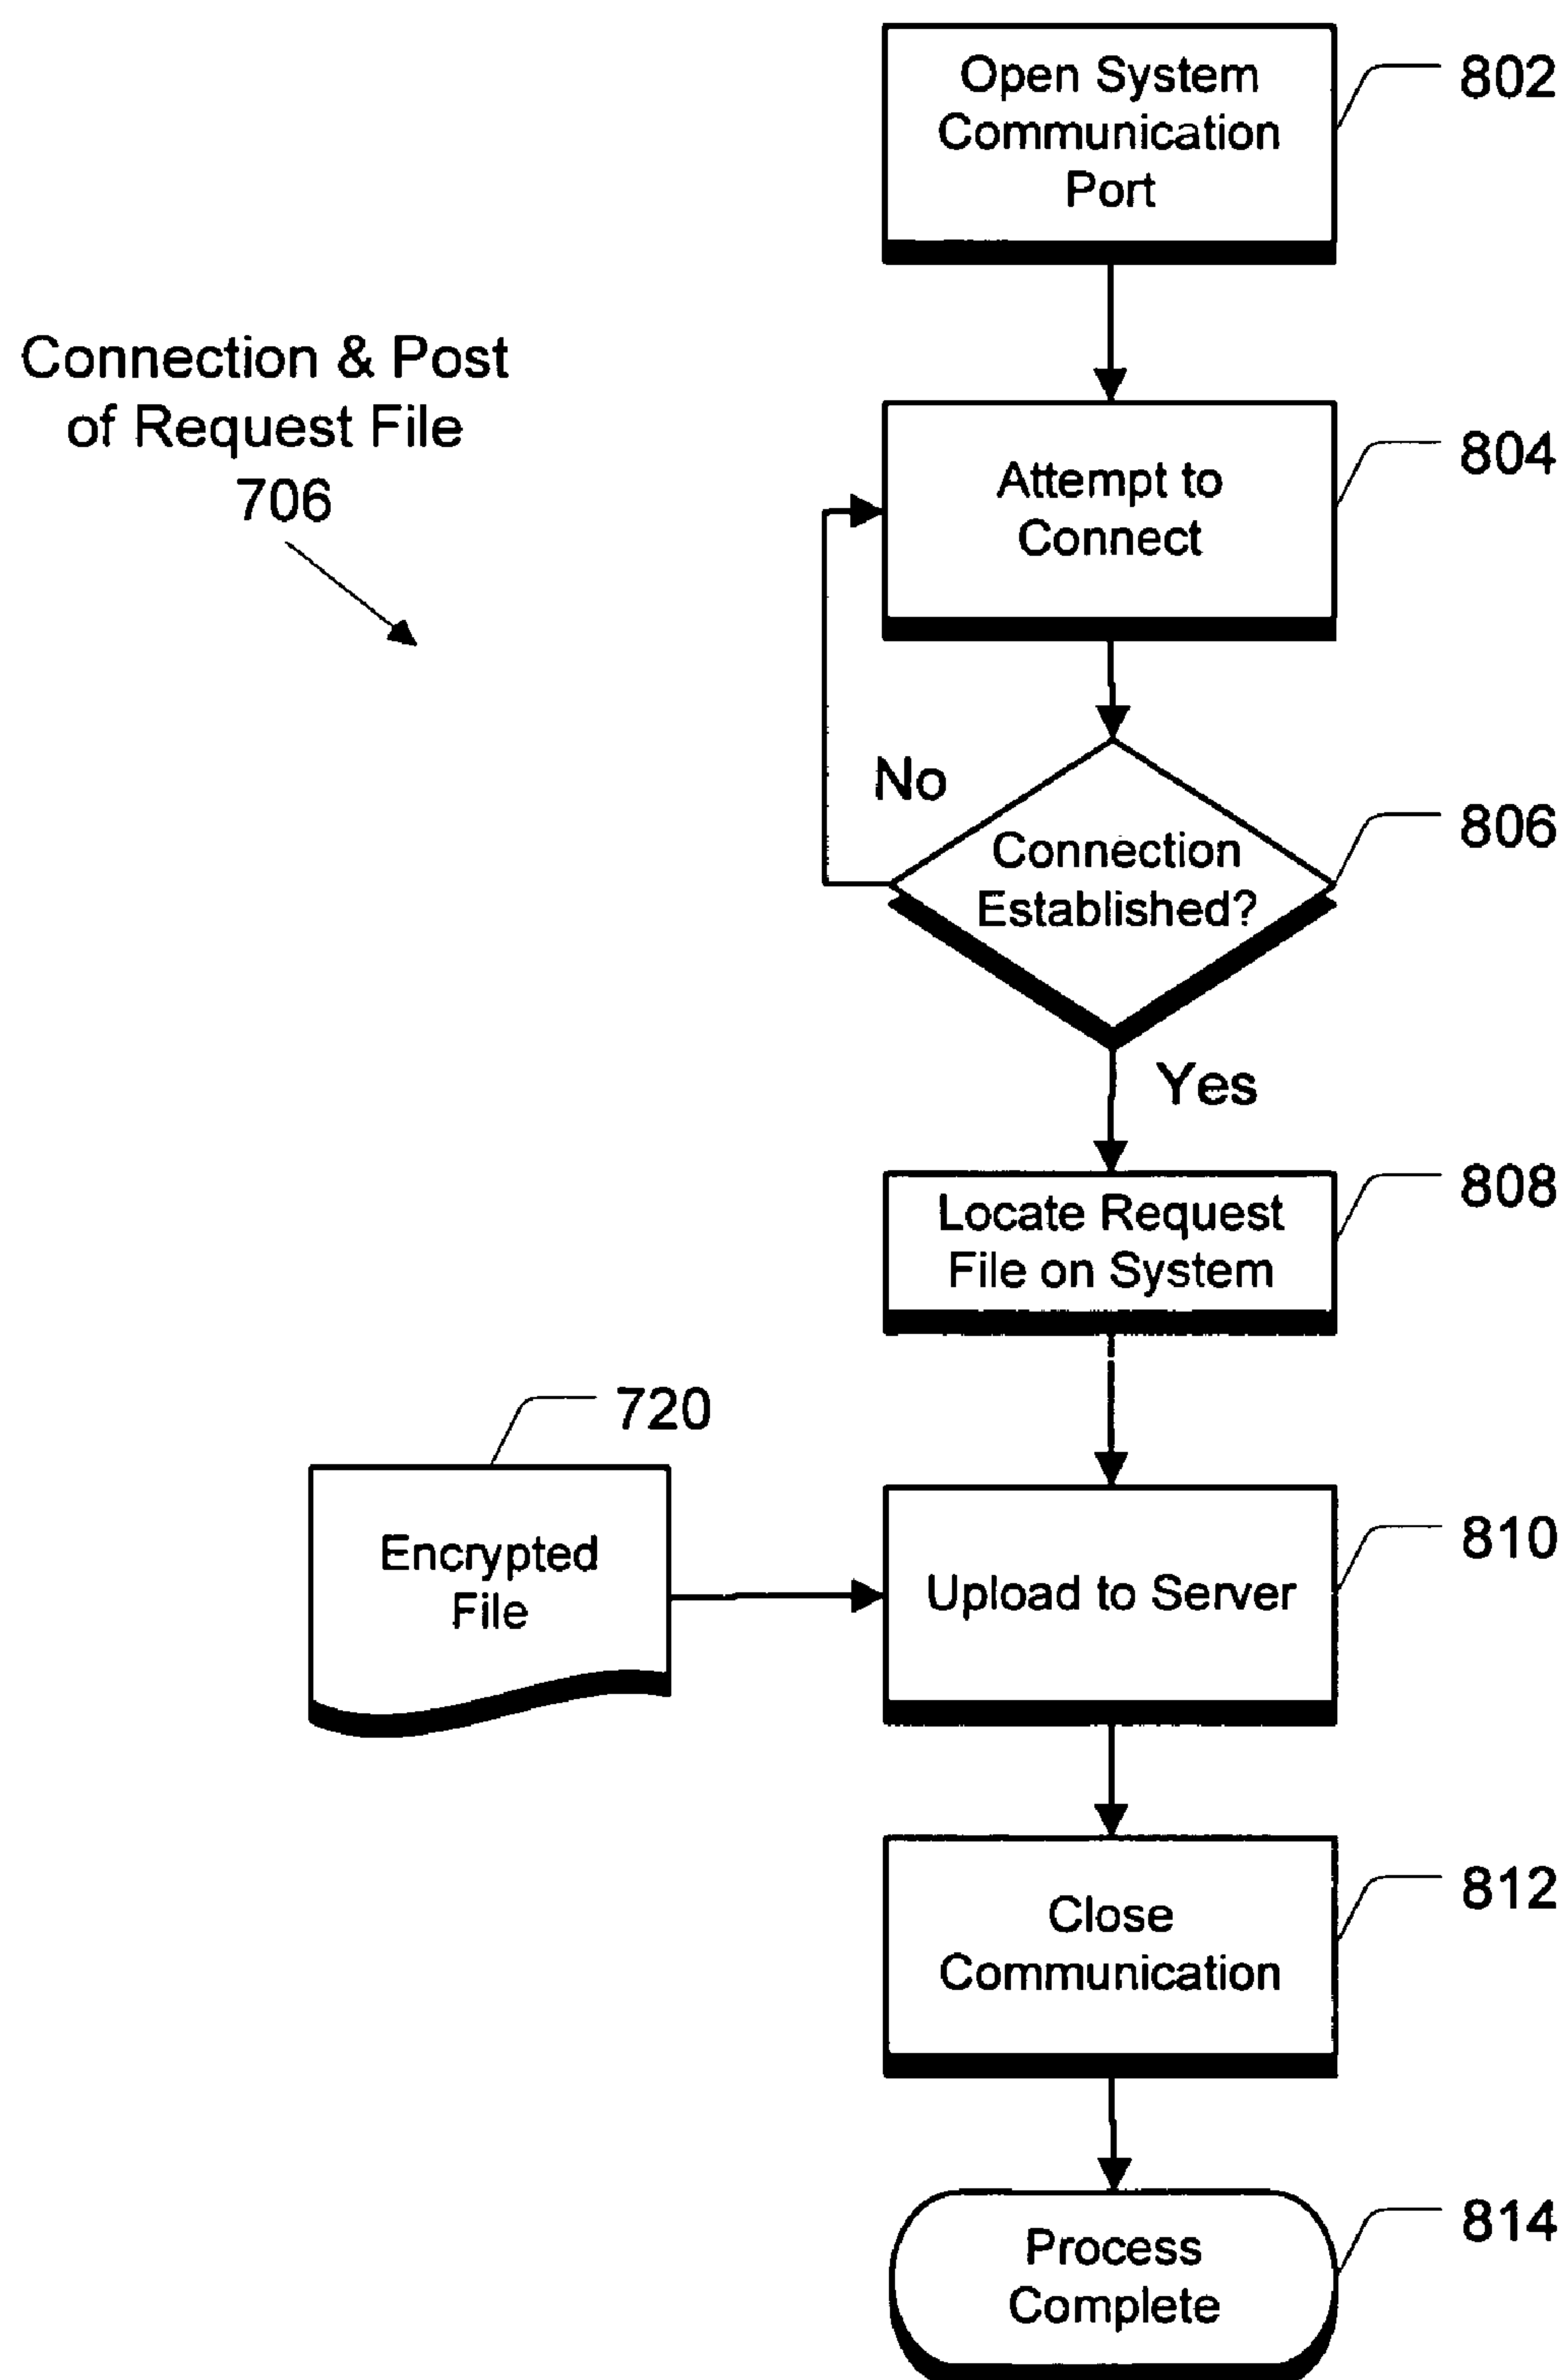 Open System
Communication
Port
802
Connection & Post
of Request File
706
Attempt to
Connect
804
No
Connection
Established?
806
Yes
Locate Request
File on System
808
720
Encrypted
File
Upload to Server
810
Close
Communication
812
Process
Complete
814